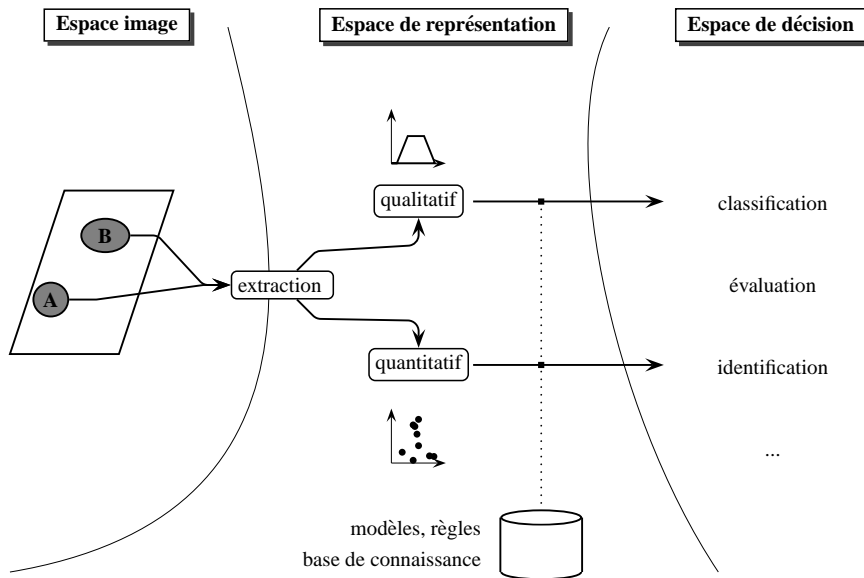 Espace image
Espace de représentation
Espace de décision
qualitatif
classification
B
A
extraction
évaluation
quantitatif
identification
...
modèles, règles
base de connaissance